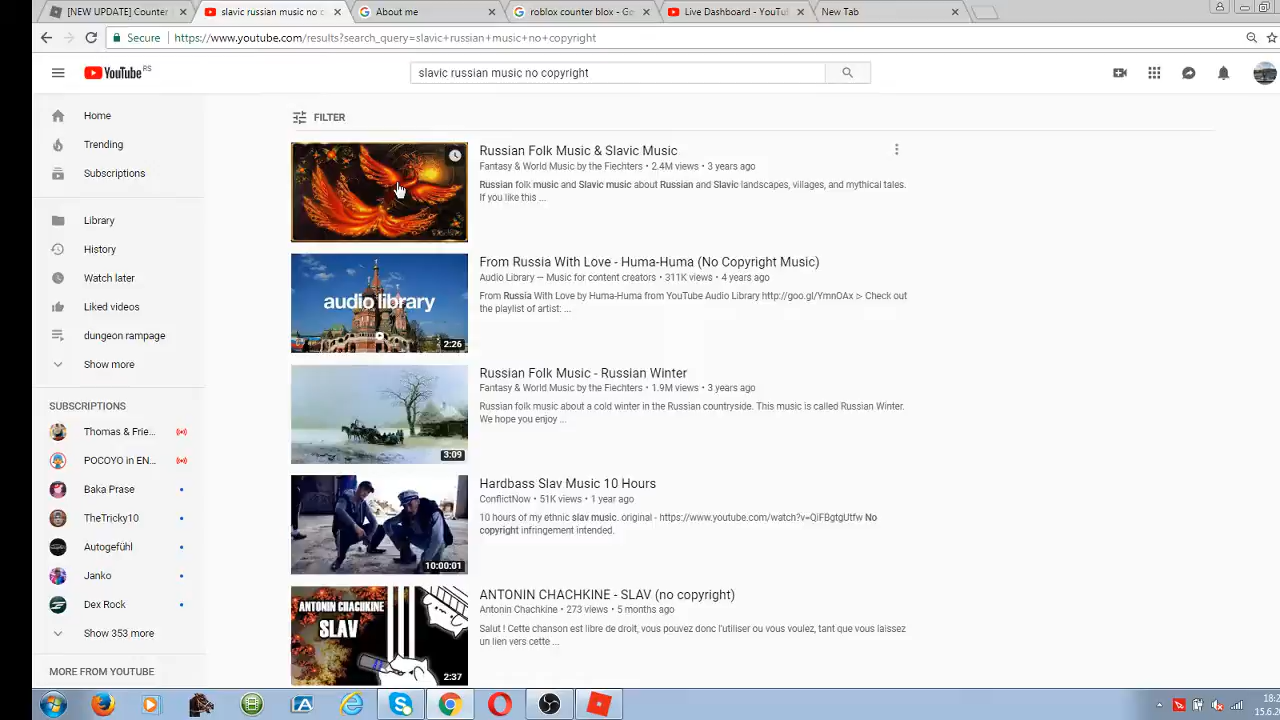 [NEW UPDATE] Counter
slavic russian music no c
About me
roblox counter blox - Go
Live Dashboard - YouTu
New Tab
Secure
https://www.youtube.com/results?search_query=slavic+russian+music+no+copyright
YouTube RS
slavic russian music no copyright
Home
Trending
Subscriptions
Library
History
Watch later
Liked videos
dungeon rampage
Show more
SUBSCRIPTIONS
Thomas & Frie...
POCOYO in EN...
Baka Prase
TheTricky10
Autogefühl
Janko
Dex Rock
Show 353 more
MORE FROM YOUTUBE
FILTER
Russian Folk Music & Slavic Music
Fantasy & World Music by the Fiechters • 2.4M views • 3 years ago
Russian folk music and Slavic music about Russian and Slavic landscapes, villages, and mythical tales.
If you like this ...
audio library
2:26
From Russia With Love - Huma-Huma (No Copyright Music)
Audio Library — Music for content creators • 311K views • 4 years ago
From Russia With Love by Huma-Huma from YouTube Audio Library http://goo.gl/YmnOAx ▻ Check out
the playlist of artist: ...
3:09
Russian Folk Music - Russian Winter
Fantasy & World Music by the Fiechters • 1.9M views • 3 years ago
Russian folk music about a cold winter in the Russian countryside. This music is called Russian Winter.
We hope you enjoy ...
10:00:01
Hardbass Slav Music 10 Hours
ConflictNow • 51K views • 1 year ago
10 hours of my ethnic slav music. original - https://www.youtube.com/watch?v=QiFBgtgUtfw No
copyright infringement intended.
ANTONIN CHACHKINE
SLAV
2:37
ANTONIN CHACHKINE - SLAV (no copyright)
Antonin Chachkine • 273 views • 5 months ago
Salut ! Cette chanson est libre de droit, vous pouvez donc l'utiliser ou vous voulez, tant que vous laissez
un lien vers cette ...
18:2
15.6.2